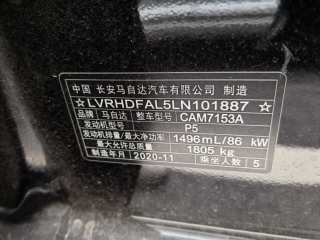 中国 长安马自达汽车有限公司 制造
☆LVRHDFAL5LN101887☆
品牌 马自达 整车型号 CAM7153A
发动机型号 P5
发动机排量/最大净功率 1496mL/86 kW
最大允许总质量 1805 kg
制造年月 2020-11 乘坐人数 5